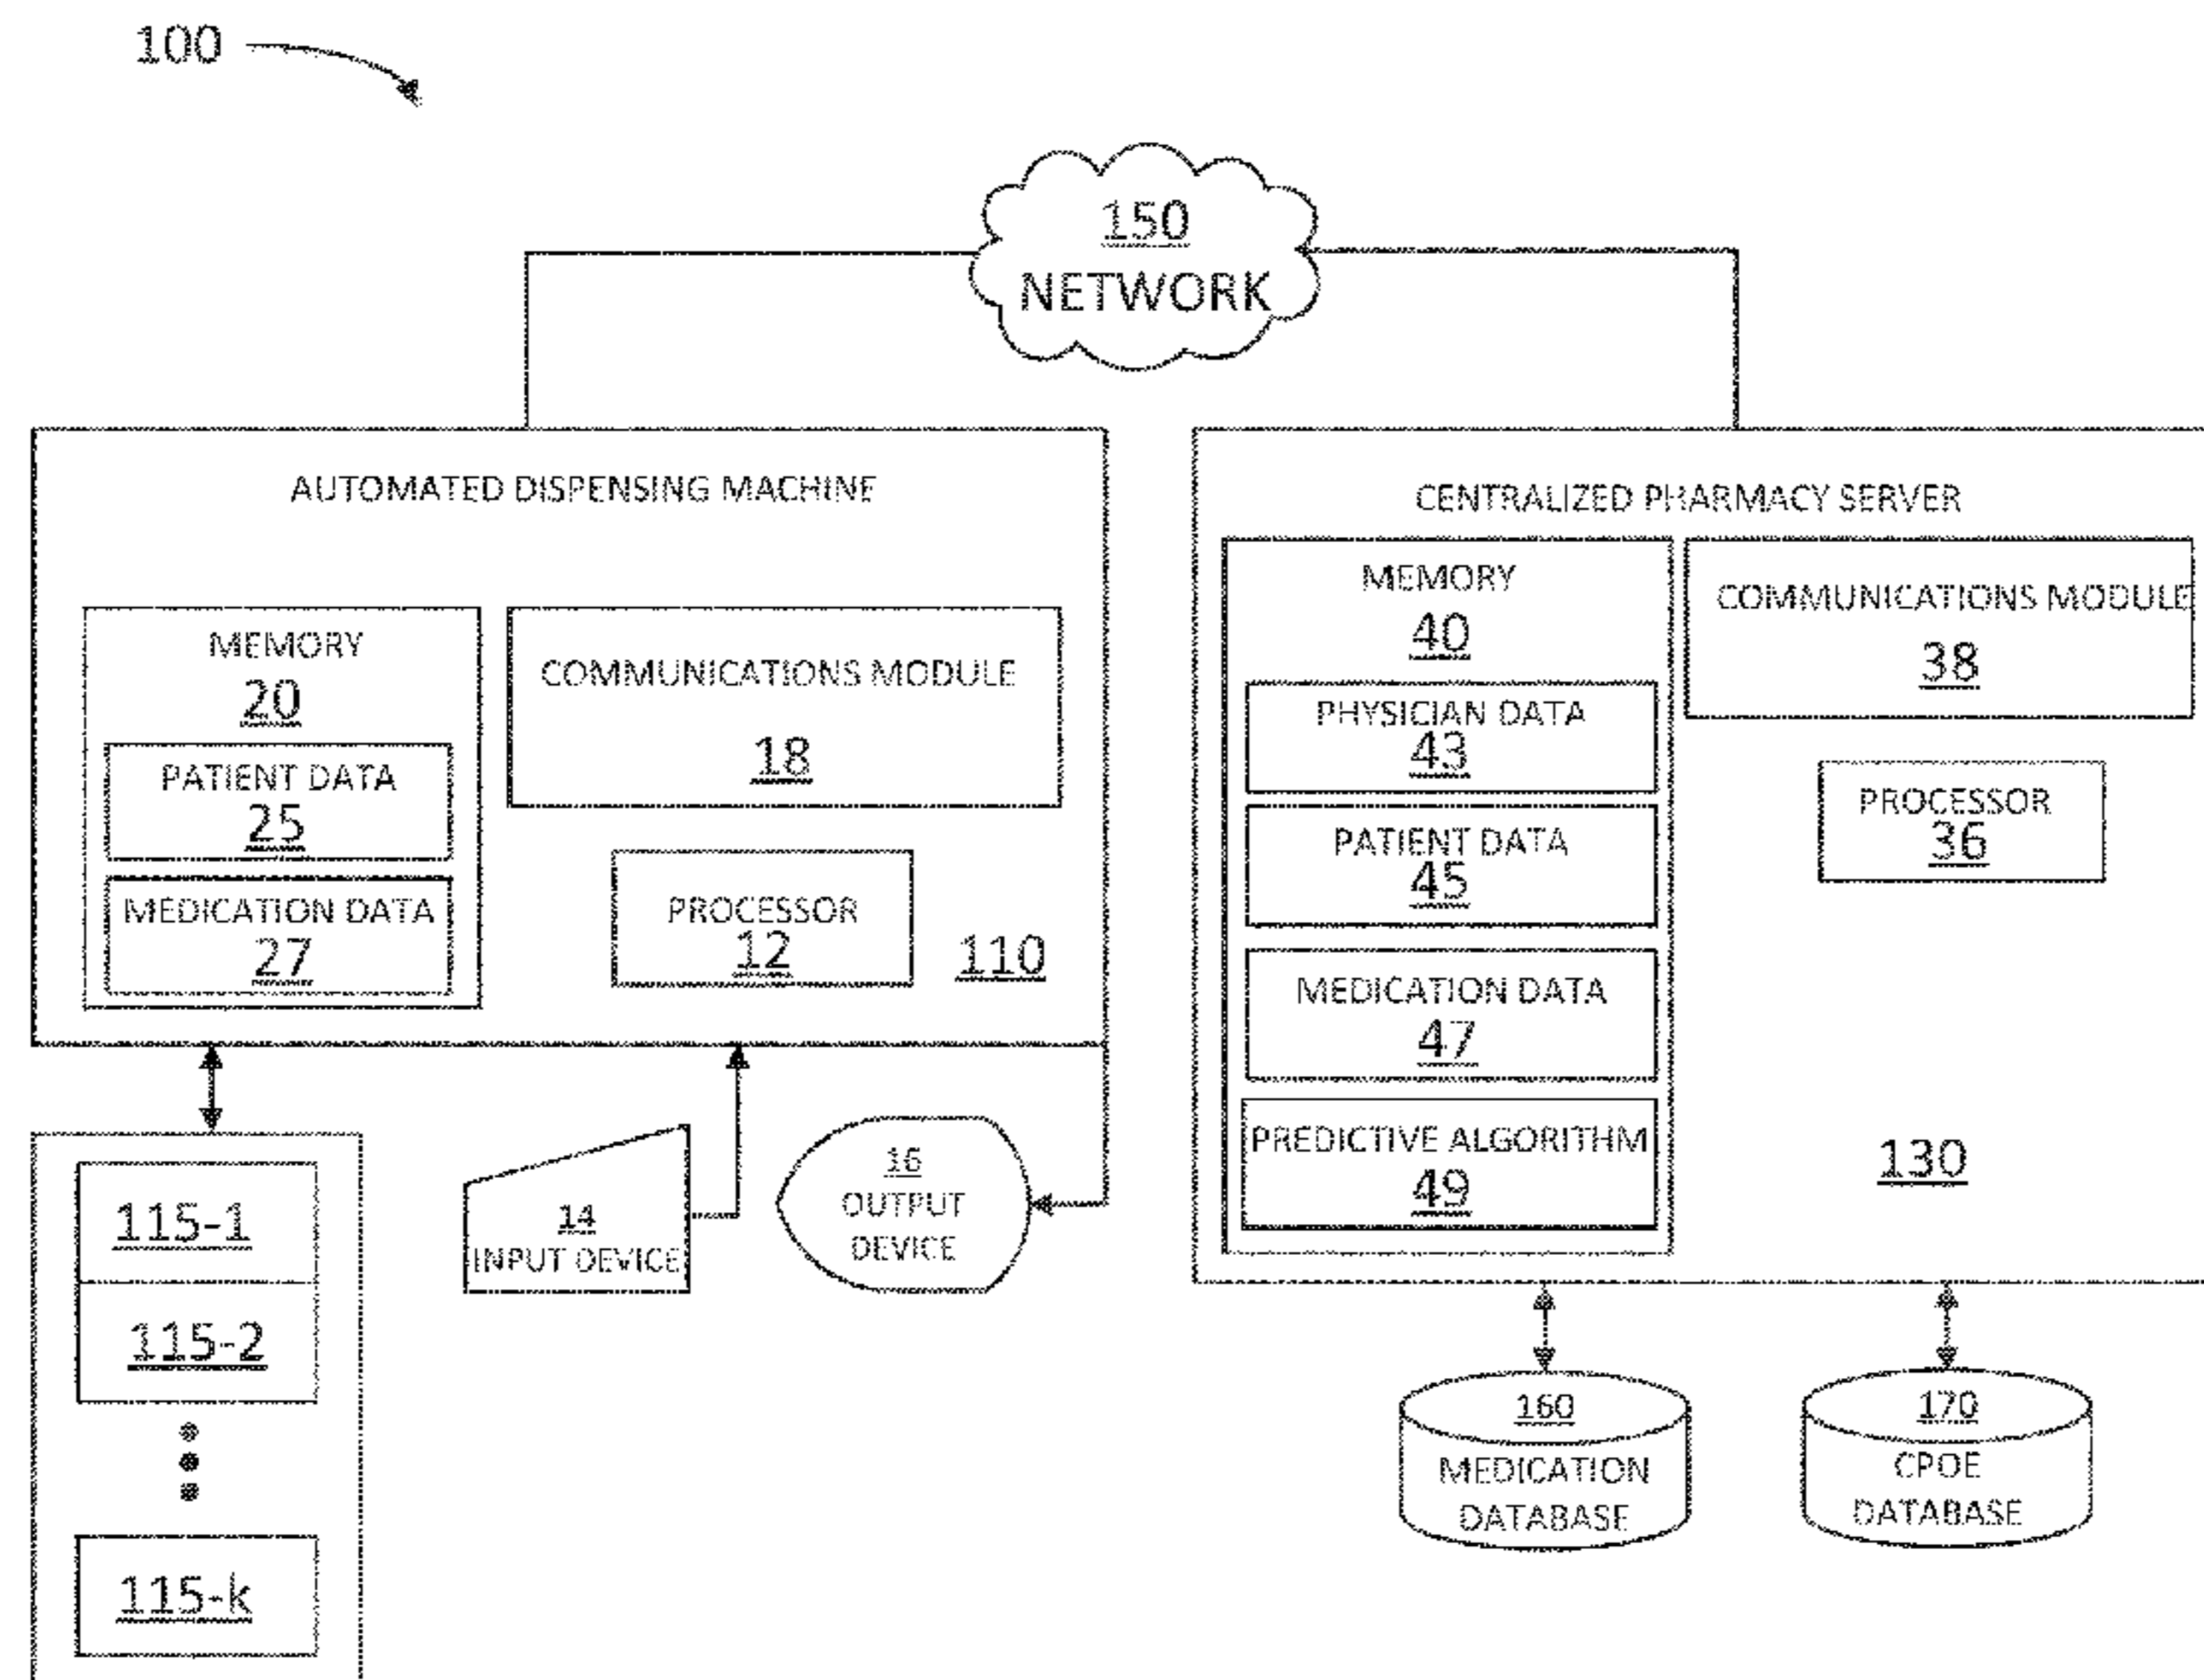 100
150
NETWORK
AUTOMATED DISPENSING MACHINE
MEMORY
20
PATIENT DATA
25
MEDICATION DATA
27
COMMUNICATIONS MODULE
18
PROCESSOR
12
110
115-1
115-2
115-k
14
INPUT DEVICE
16
OUTPUT
DEVICE
CENTRALIZED PHARMACY SERVER
MEMORY
40
PHYSICIAN DATA
43
PATIENT DATA
45
MEDICATION DATA
47
PREDICTIVE ALGORITHM
49
COMMUNICATIONS MODULE
38
PROCESSOR
36
130
160
MEDICATION
DATABASE
170
CPOE
DATABASE